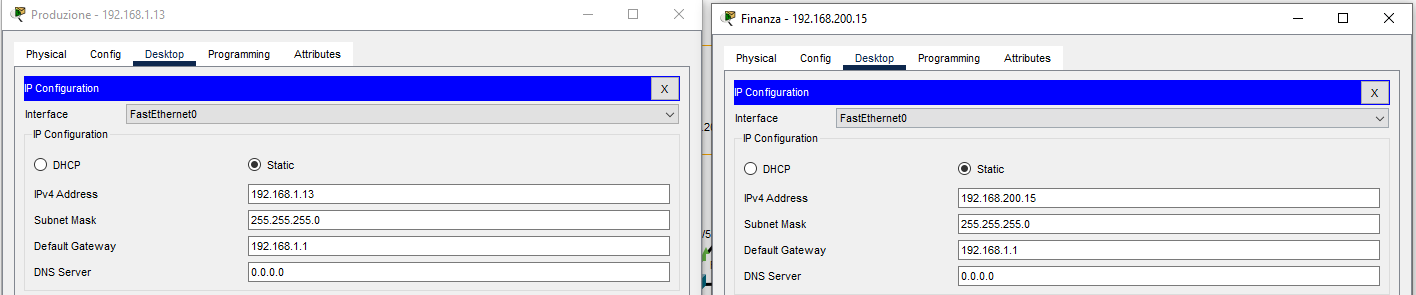 Produzione - 192.168.1.13
Physical Config Desktop Programming Attributes
IP Configuration X
Interface FastEthernet0
IP Configuration
DHCP Static
IPv4 Address 192.168.1.13
Subnet Mask 255.255.255.0
Default Gateway 192.168.1.1
DNS Server 0.0.0.0
Finanza - 192.168.200.15
Physical Config Desktop Programming Attributes
IP Configuration X
Interface FastEthernet0
IP Configuration
DHCP Static
IPv4 Address 192.168.200.15
Subnet Mask 255.255.255.0
Default Gateway 192.168.1.1
DNS Server 0.0.0.0